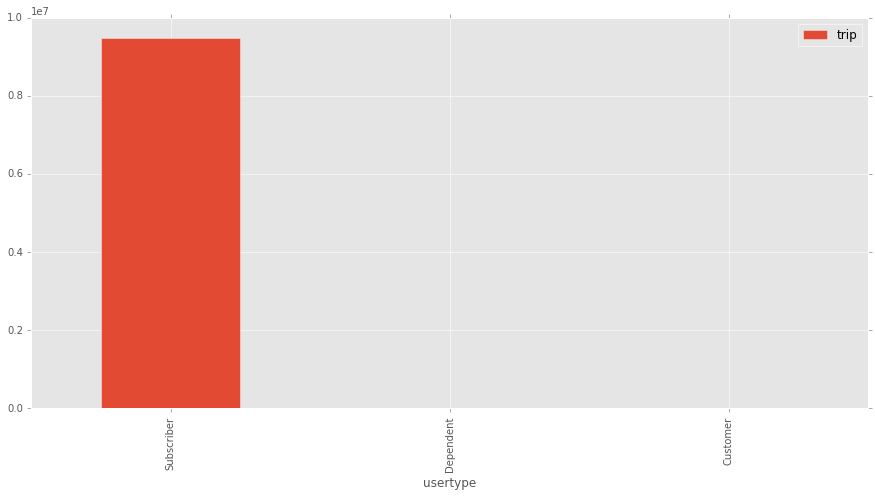 1e7
1.0
0.8
0.6
0.4
0.2
0.0
trip
Subscriber
Dependent
Customer
usertype